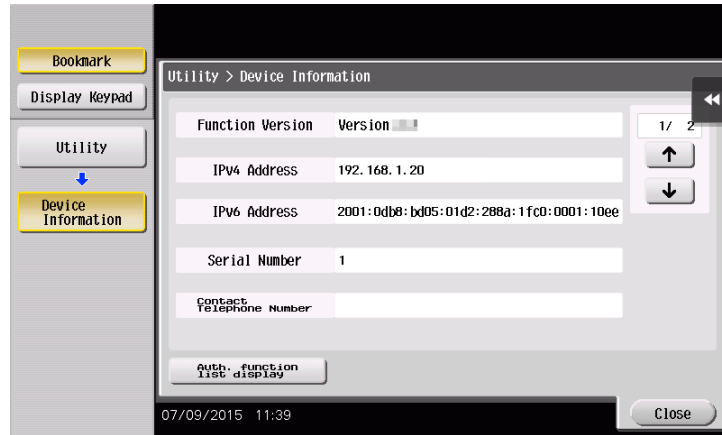 Bookmark
Display Keypad
Utility
Device
Information
Utility > Device Information
Function Version Version
1/ 2
IPv4 Address 192.168.1.20
IPv6 Address 2001:0db8:bd05:01d2:288a:1fc0:0001:10ee
Serial Number 1
Contact
Telephone Number
Auth. function
list display
07/09/2015 11:39
Close